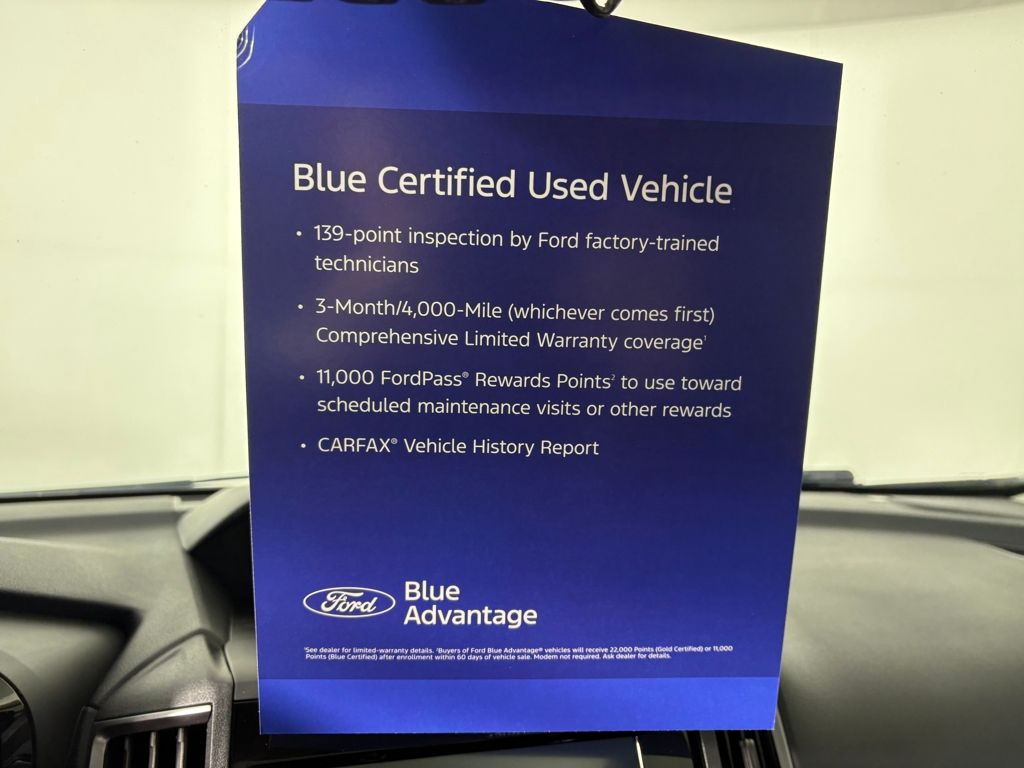 Blue Certified Used Vehicle
• 139-point inspection by Ford factory-trained
technicians
• 3-Month/4,000-Mile (whichever comes first)
Comprehensive Limited Warranty coverage¹
• 11,000 FordPass® Rewards Points² to use toward
scheduled maintenance visits or other rewards
• CARFAX® Vehicle History Report
Ford
Blue
Advantage
¹See dealer for limited-warranty details. ²Buyers of Ford Blue Advantage® vehicles will receive 22,000 Points (Gold Certified) or 11,000
Points (Blue Certified) after enrollment within 60 days of vehicle sale. Modem not required. Ask dealer for details.